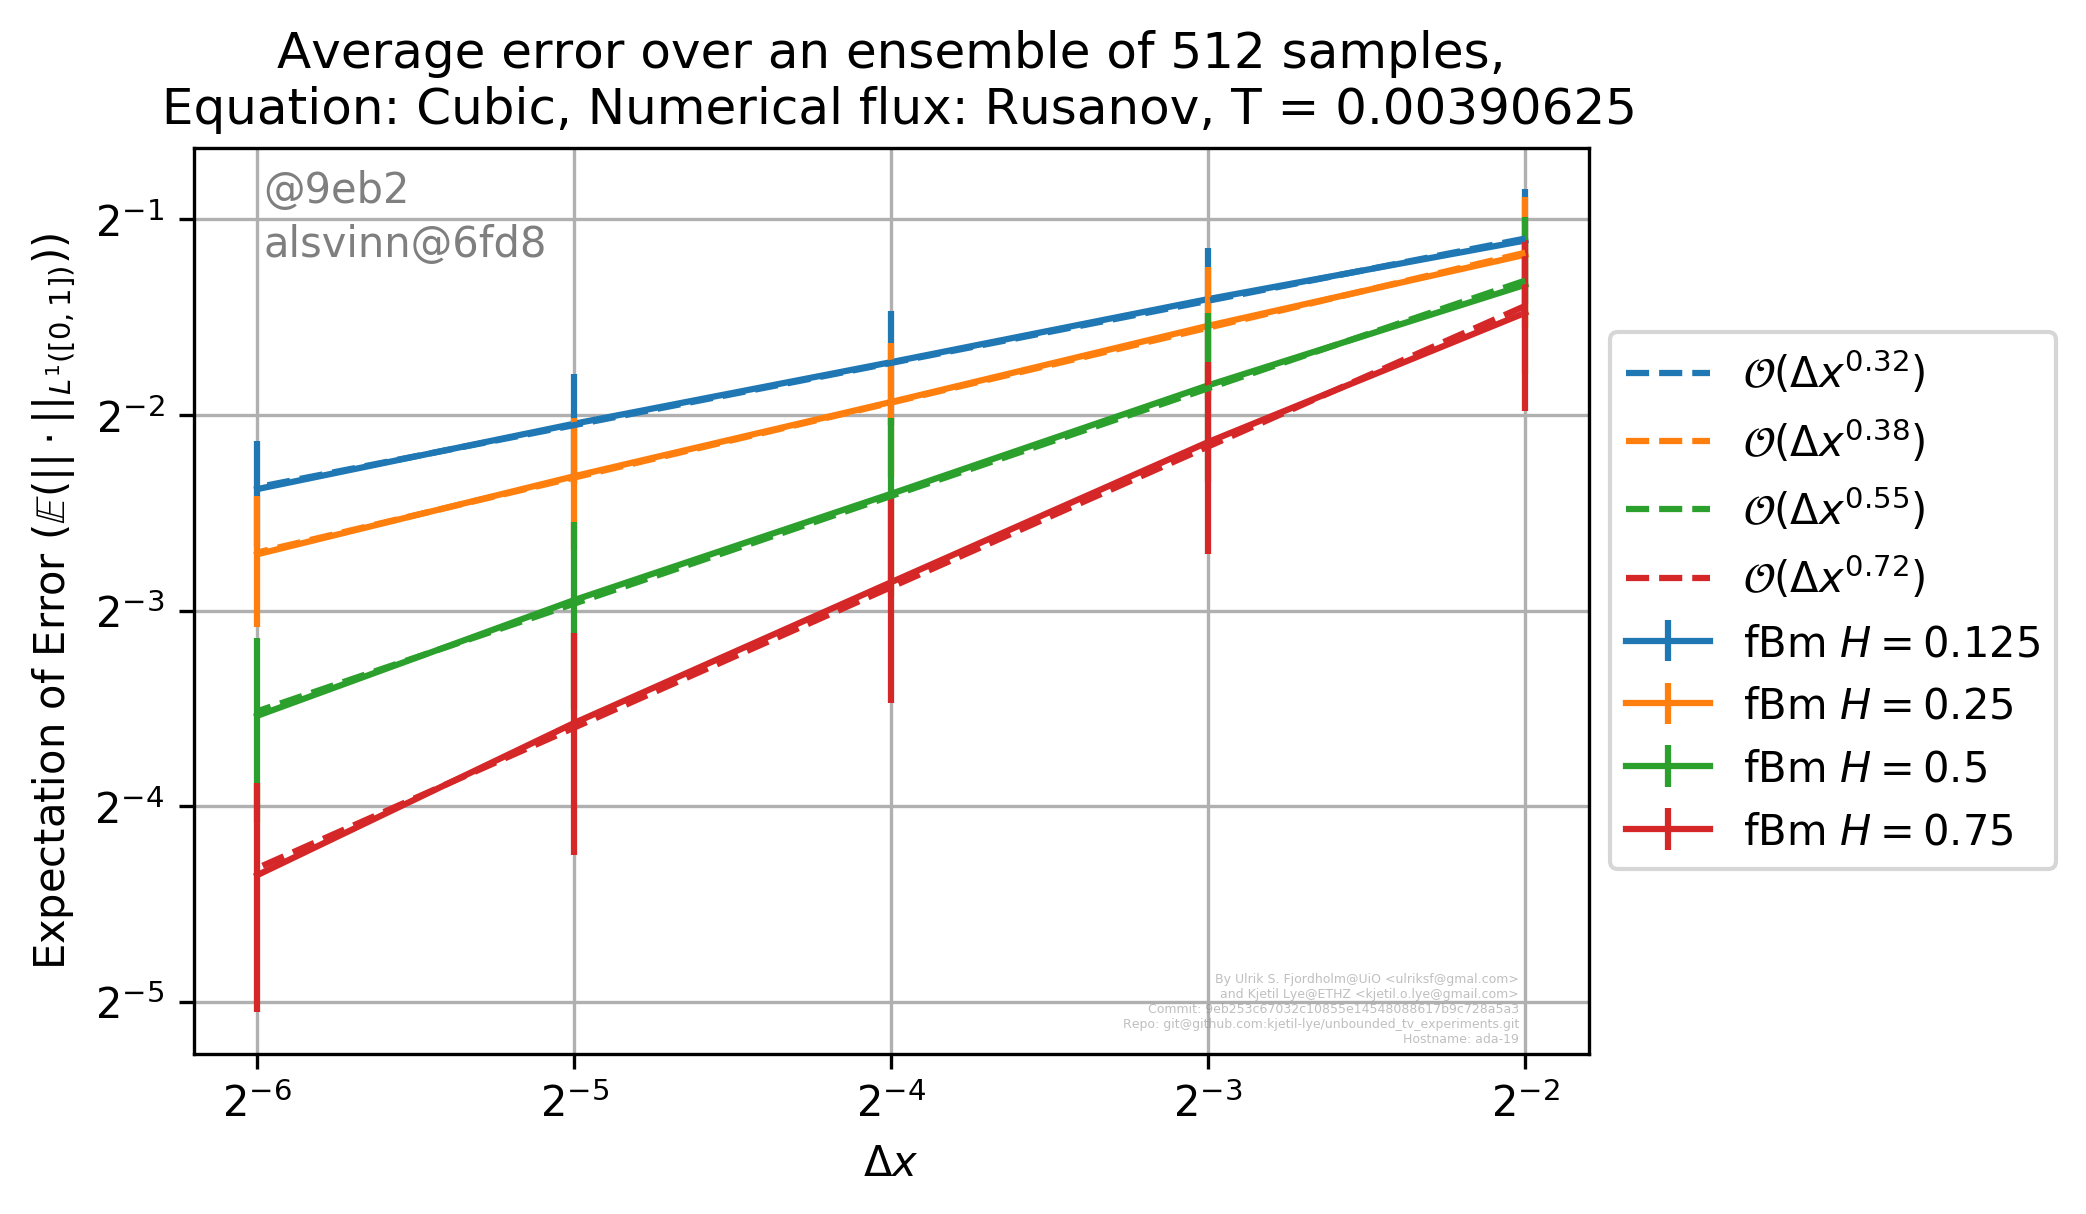 Average error over an ensemble of 512 samples,
Equation: Cubic, Numerical flux: Rusanov, T = 0.00390625
@9eb2
alsvinn@6fd8
Expectation of Error (𝔼(|| · ||_{L^1([0, 1])}))
2^{-1}
2^{-2}
2^{-3}
2^{-4}
2^{-5}
2^{-6} 2^{-5} 2^{-4} 2^{-3} 2^{-2}
Δx
𝒪(Δx^{0.32})
𝒪(Δx^{0.38})
𝒪(Δx^{0.55})
𝒪(Δx^{0.72})
fBm H = 0.125
fBm H = 0.25
fBm H = 0.5
fBm H = 0.75
By Ulrik S. Fjordholm@UiO <ulriksf@gmal.com>
and Kjetil Lye@ETHZ <kjetil.o.lye@gmail.com>
Commit: 9eb253c67032c10855e14548088617b9c728a5a3
Repo: git@github.com:kjetil-lye/unbounded_tv_experiments.git
Hostname: ada-19